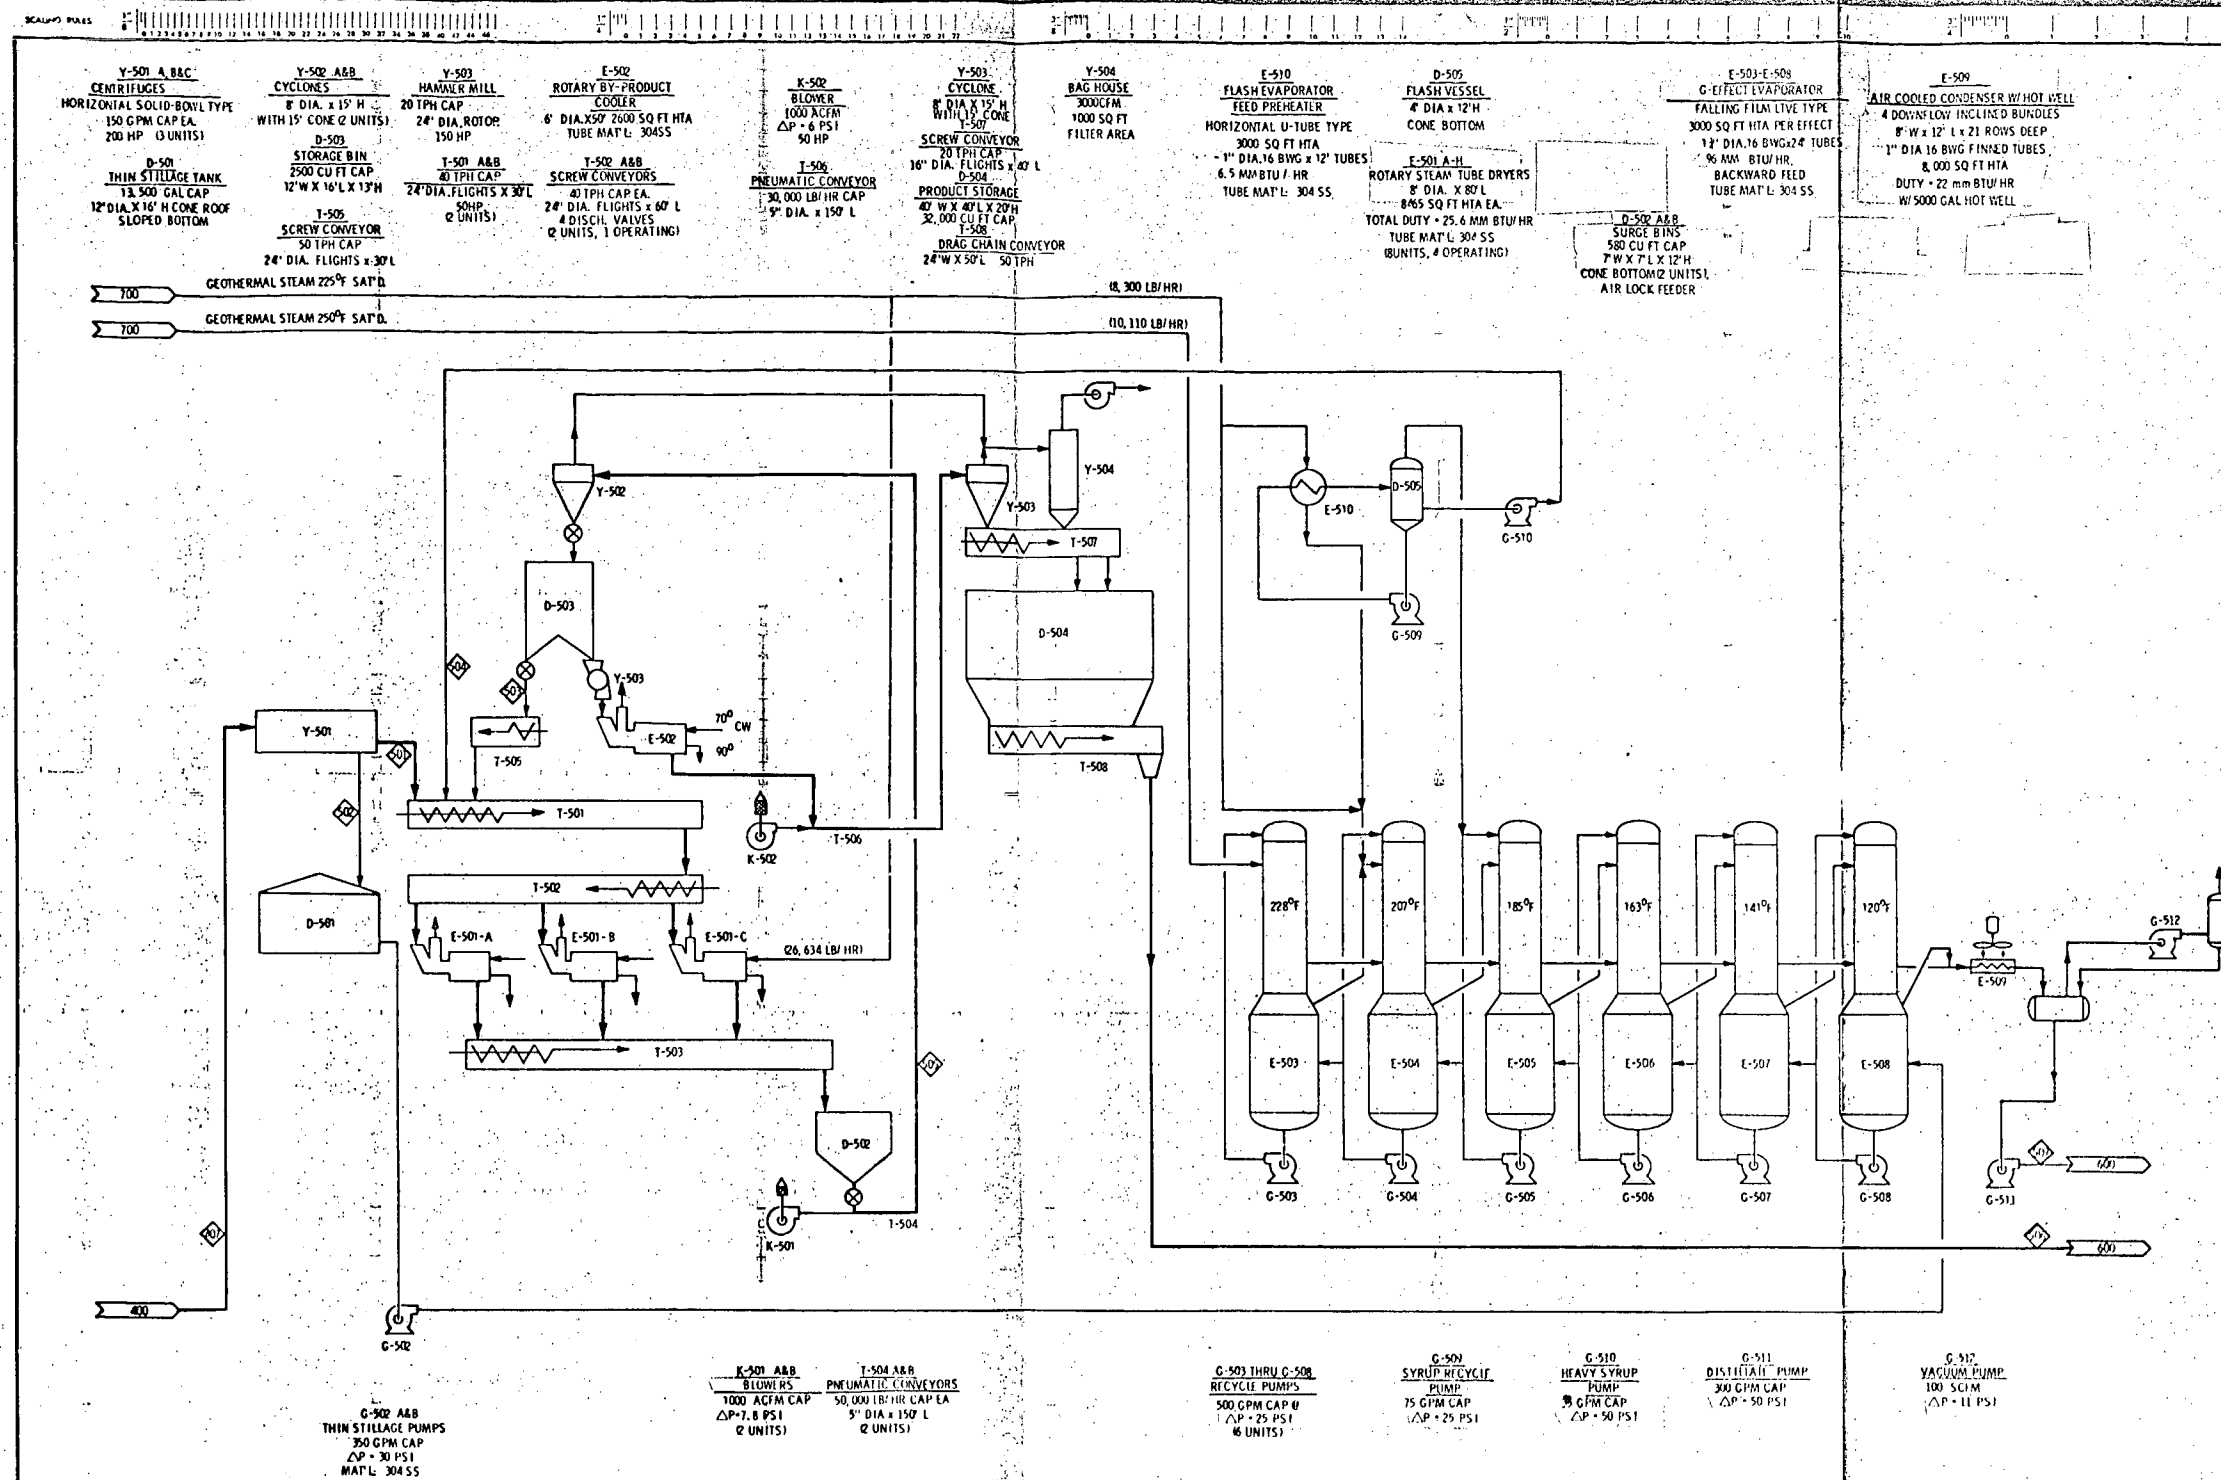 SCALING RULES
Y-501 A, B&C
CENTRIFUGES
HORIZONTAL SOLID-BOWL TYPE
150 GPM CAP EA.
200 HP (3 UNITS)
D-501
THIN STILLAGE TANK
13,500 GAL CAP
12' DIA. X 16' H CONE ROOF
SLOPED BOTTOM
Y-502 A&B
CYCLONES
8' DIA. x 15' H
WITH 15' CONE (2 UNITS)
D-503
STORAGE BIN
2500 CU FT CAP
12'W X 16'L X 13'H
T-505
SCREW CONVEYOR
50 TPH CAP
24" DIA. FLIGHTS x 30'L
Y-503
HAMMER MILL
20 TPH CAP
24" DIA. ROTOR
150 HP
T-501 A&B
40 TPH CAP
24"DIA. FLIGHTS X 30'L
50HP
(2 UNITS)
E-502
ROTARY BY-PRODUCT
COOLER
6' DIA.X50' 2600 SQ FT HTA
TUBE MAT'L: 304SS
T-502 A&B
SCREW CONVEYORS
40 TPH CAP EA.
24" DIA. FLIGHTS x 60' L
4 DISCH. VALVES
(2 UNITS, 1 OPERATING)
K-502
BLOWER
1000 ACFM
△P = 6 PSI
50 HP
T-506
PNEUMATIC CONVEYOR
30,000 LB/HR CAP
5" DIA. x 150' L
Y-503
CYCLONE
8' DIA X 15' H
WITH 15' CONE
T-507
SCREW CONVEYOR
20 TPH CAP
16" DIA. FLIGHTS x 40' L
D-504
PRODUCT STORAGE
40' W X 40'L X 20'H
32,000 CU FT CAP
T-508
DRAG CHAIN CONVEYOR
24"W X 50'L 50 TPH
Y-504
BAG HOUSE
3000CFM
1000 SQ FT
FILTER AREA
E-510
FLASH EVAPORATOR
FEED PREHEATER
HORIZONTAL U-TUBE TYPE
3000 SQ FT HTA
1" DIA,16 BWG x 12' TUBES
6.5 MMBTU / HR
TUBE MAT'L: 304 SS
D-505
FLASH VESSEL
4' DIA x 12'H
CONE BOTTOM
E-501 A-H
ROTARY STEAM TUBE DRYERS
8' DIA. X 80'L
8465 SQ FT HTA EA.
TOTAL DUTY = 25.6 MM BTU/HR
TUBE MAT'L: 304 SS
(8UNITS, 4 OPERATING)
D-502 A&B
SURGE BINS
580 CU FT CAP
7'W X 7'L X 12'H
CONE BOTTOM(2 UNITS)
AIR LOCK FEEDER
E-503-E-508
G-EFFECT EVAPORATOR
FALLING FILM LTV TYPE
3000 SQ FT HTA PER EFFECT
DIA.16 BWGx24' TUBES
96 MM BTU/HR.
BACKWARD FEED
TUBE MAT'L: 304 SS
E-509
AIR COOLED CONDENSER W/HOT WELL
4 DOWNFLOW INCLINED BUNDLES
8' W x 12' L x 21 ROWS DEEP
1" DIA 16 BWG FINNED TUBES
8,000 SQ FT HTA
DUTY = 22 mm BTU/HR
W/5000 GAL HOT WELL
700
GEOTHERMAL STEAM 225°F SAT'D.
(8,300 LB/HR)
700
GEOTHERMAL STEAM 250°F SAT'D.
(10,110 LB/HR)
Y-502
Y-503
Y-504
T-507
E-510
D-505
G-510
G-509
D-503
D-504
504
503
Y-503
Y-501
501
T-505
E-502
70° CW
90°
T-508
502
T-501
K-502
T-506
T-502
D-501
E-501-A
E-501-B
E-501-C
(26,634 LB/HR)
T-503
D-502
K-501
T-504
228°F
207°F
185°F
163°F
141°F
120°F
G-512
E-509
E-503
E-504
E-505
E-506
E-507
E-508
G-503
G-504
G-505
G-506
G-507
G-508
G-511
600
600
400
G-502
G-502 A&B
THIN STILLAGE PUMPS
350 GPM CAP
△P = 30 PSI
MAT'L: 304 SS
K-501 A&B
BLOWERS
1000 ACFM CAP
△P=7.8 PSI
(2 UNITS)
T-504 A&B
PNEUMATIC CONVEYORS
50,000 LB/HR CAP EA
5" DIA x 150' L
(2 UNITS)
G-503 THRU G-508
RECYCLE PUMPS
500 GPM CAP @
△P = 25 PSI
(6 UNITS)
G-509
SYRUP RECYCLE
PUMP
75 GPM CAP
△P = 25 PSI
G-510
HEAVY SYRUP
PUMP
GPM CAP
△P = 50 PSI
G-511
DISTILLATE PUMP
300 GPM CAP
△P = 50 PSI
G-512
VACUUM PUMP
100 SCFM
△P = 11 PSI